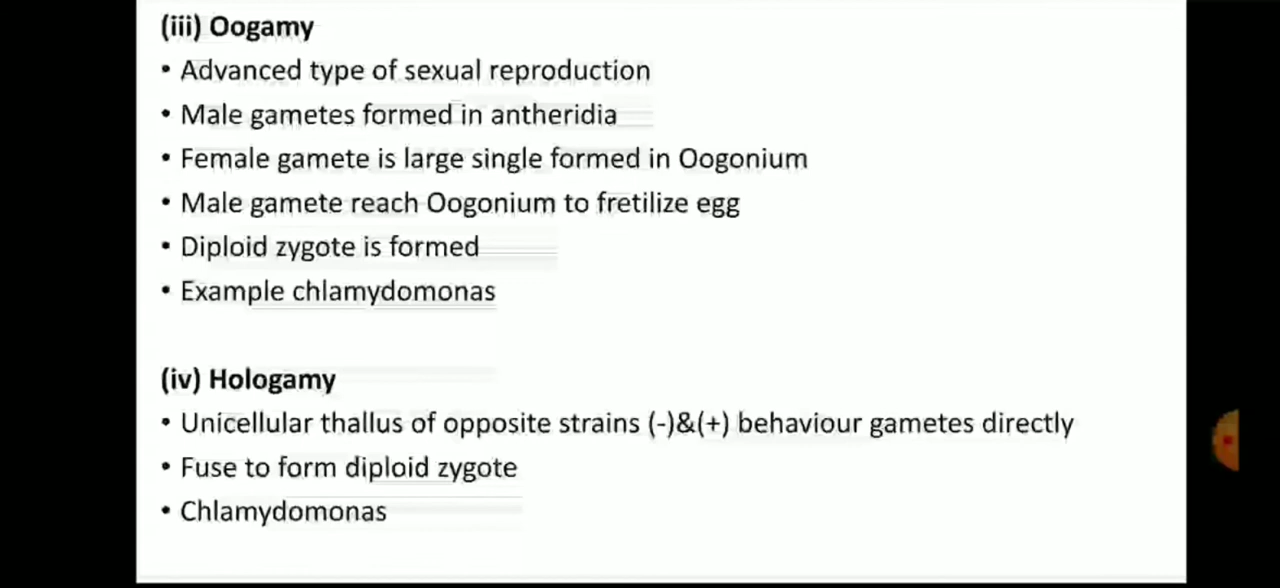 (iii) Oogamy
• Advanced type of sexual reproduction
• Male gametes formed in antheridia
• Female gamete is large single formed in Oogonium
• Male gamete reach Oogonium to fretilize egg
• Diploid zygote is formed
• Example chlamydomonas
(iv) Hologamy
• Unicellular thallus of opposite strains (-)&(+) behaviour gametes directly
• Fuse to form diploid zygote
• Chlamydomonas